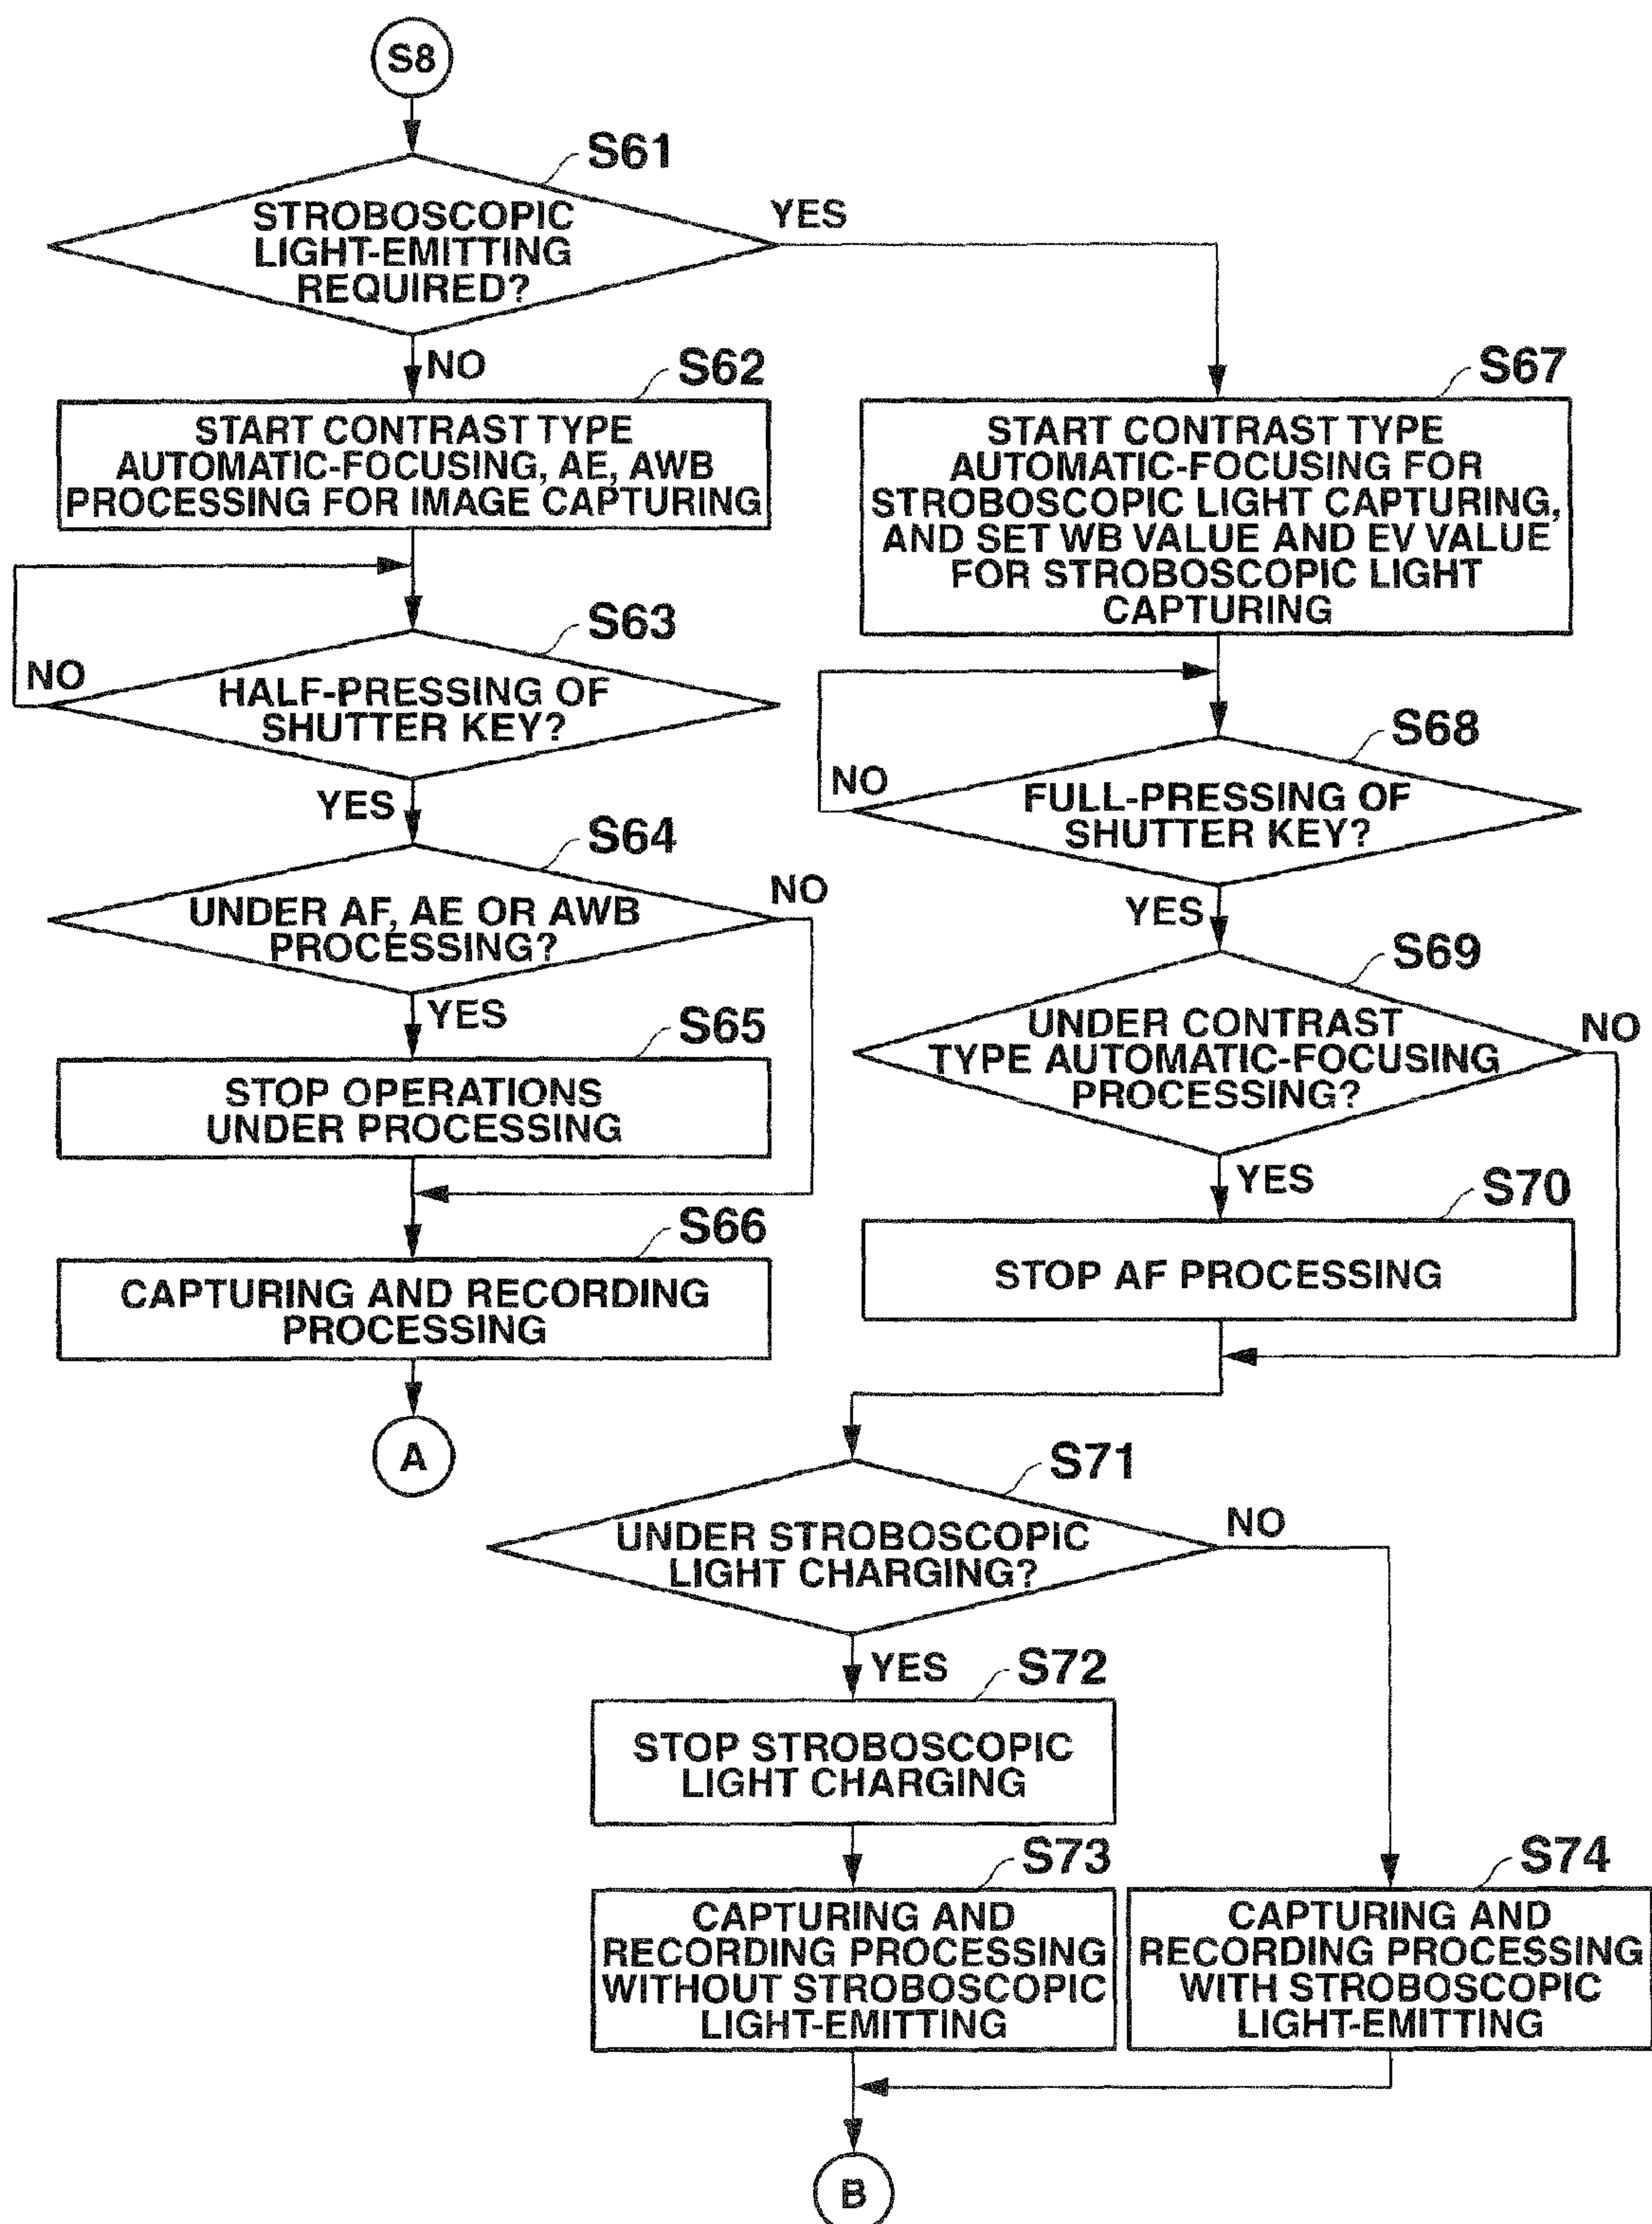 S8
S61
STROBOSCOPIC
LIGHT-EMITTING
REQUIRED?
YES
NO
S62
START CONTRAST TYPE
AUTOMATIC-FOCUSING, AE, AWB
PROCESSING FOR IMAGE CAPTURING
S63
NO
HALF-PRESSING OF
SHUTTER KEY?
YES
S64
NO
UNDER AF, AE OR AWB
PROCESSING?
YES
S65
STOP OPERATIONS
UNDER PROCESSING
S66
CAPTURING AND RECORDING
PROCESSING
A
S67
START CONTRAST TYPE
AUTOMATIC-FOCUSING FOR
STROBOSCOPIC LIGHT CAPTURING,
AND SET WB VALUE AND EV VALUE
FOR STROBOSCOPIC LIGHT
CAPTURING
S68
NO
FULL-PRESSING OF
SHUTTER KEY?
YES
S69
UNDER CONTRAST
TYPE AUTOMATIC-FOCUSING
PROCESSING?
NO
YES
S70
STOP AF PROCESSING
S71
UNDER STROBOSCOPIC
LIGHT CHARGING?
NO
YES
S72
STOP STROBOSCOPIC
LIGHT CHARGING
S73
CAPTURING AND
RECORDING PROCESSING
WITHOUT STROBOSCOPIC
LIGHT-EMITTING
S74
CAPTURING AND
RECORDING PROCESSING
WITH STROBOSCOPIC
LIGHT-EMITTING
B